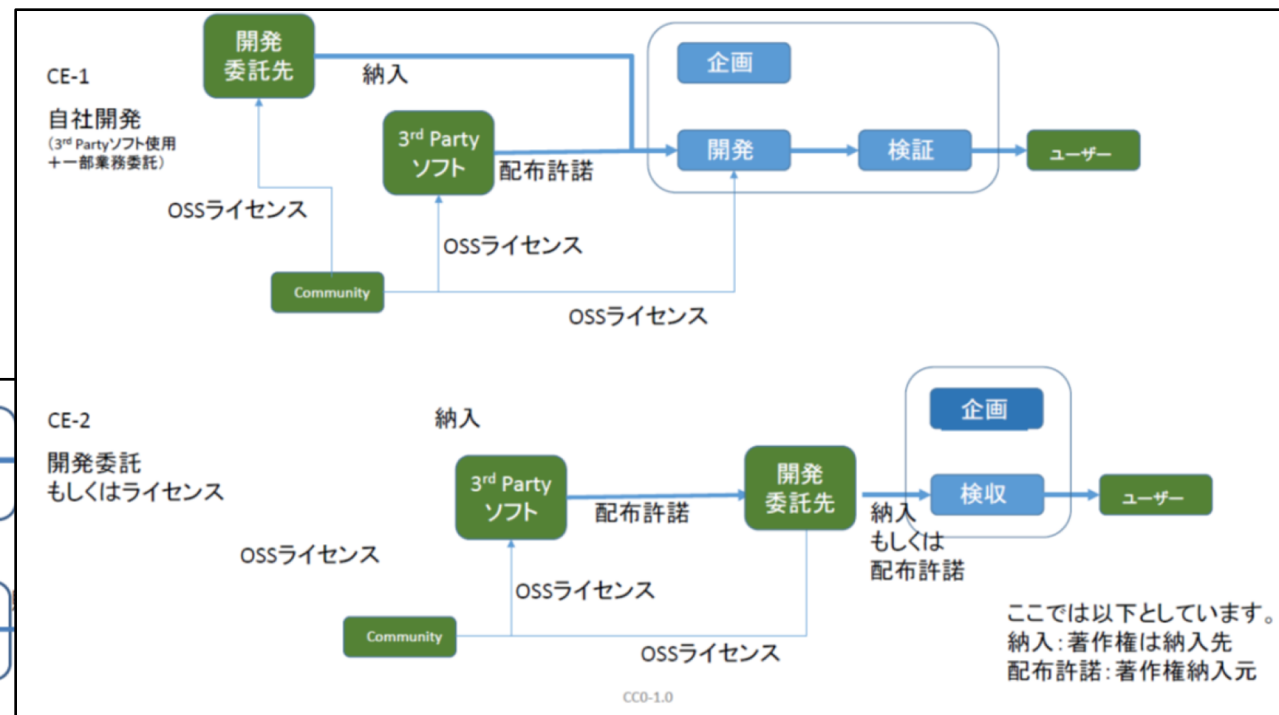 CE-1
自社開発
(3rd Partyソフト使用
+一部業務委託)
開発
委託先
納入
3rd Party
ソフト
配布許諾
企画
開発
検証
ユーザー
OSSライセンス
OSSライセンス
Community
OSSライセンス
CE-2
開発委託
もしくはライセンス
納入
3rd Party
ソフト
配布許諾
開発
委託先
企画
検収
ユーザー
納入
もしくは
配布許諾
OSSライセンス
OSSライセンス
Community
OSSライセンス
ここでは以下としています。
納入:著作権は納入先
配布許諾:著作権納入元
CC0-1.0